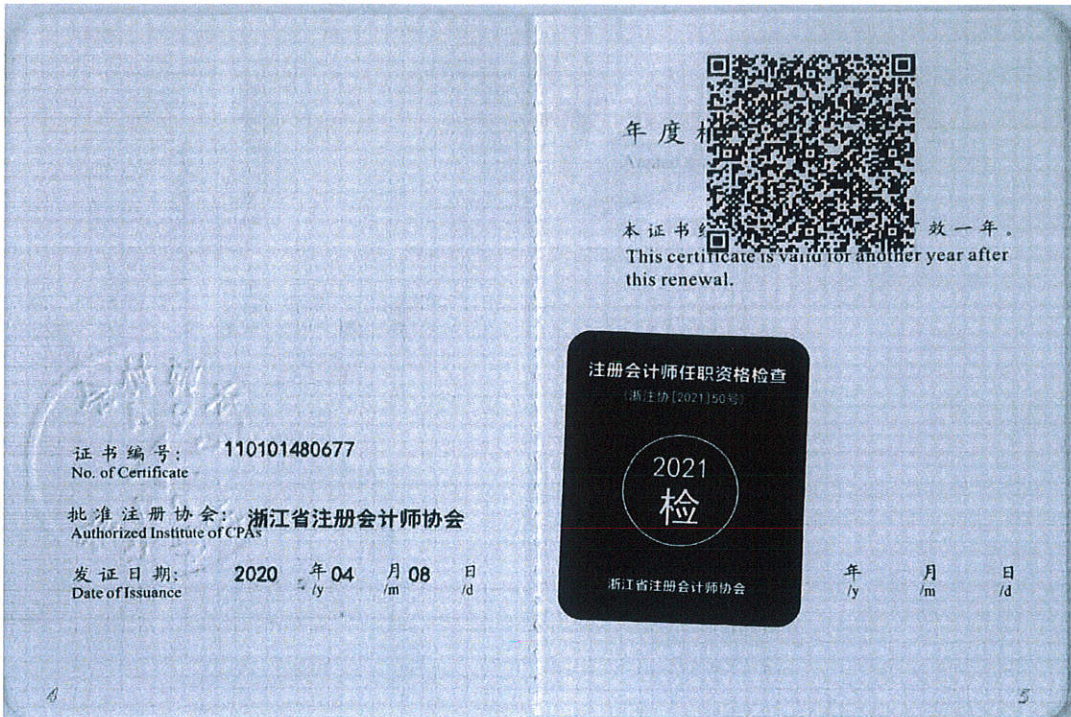 证书编号: 110101480677
No. of Certificate
批准注册协会: 浙江省注册会计师协会
Authorized Institute of CPAs
发证日期: 2020 年 04 月 08 日
Date of Issuance /y /m /d
4
年度
本证书 效一年。
This certificate is valid for another year after
this renewal.
注册会计师任职资格检查
(浙注协[2021]50号)
2021
检
浙江省注册会计师协会
年 月 日
/y /m /d
5